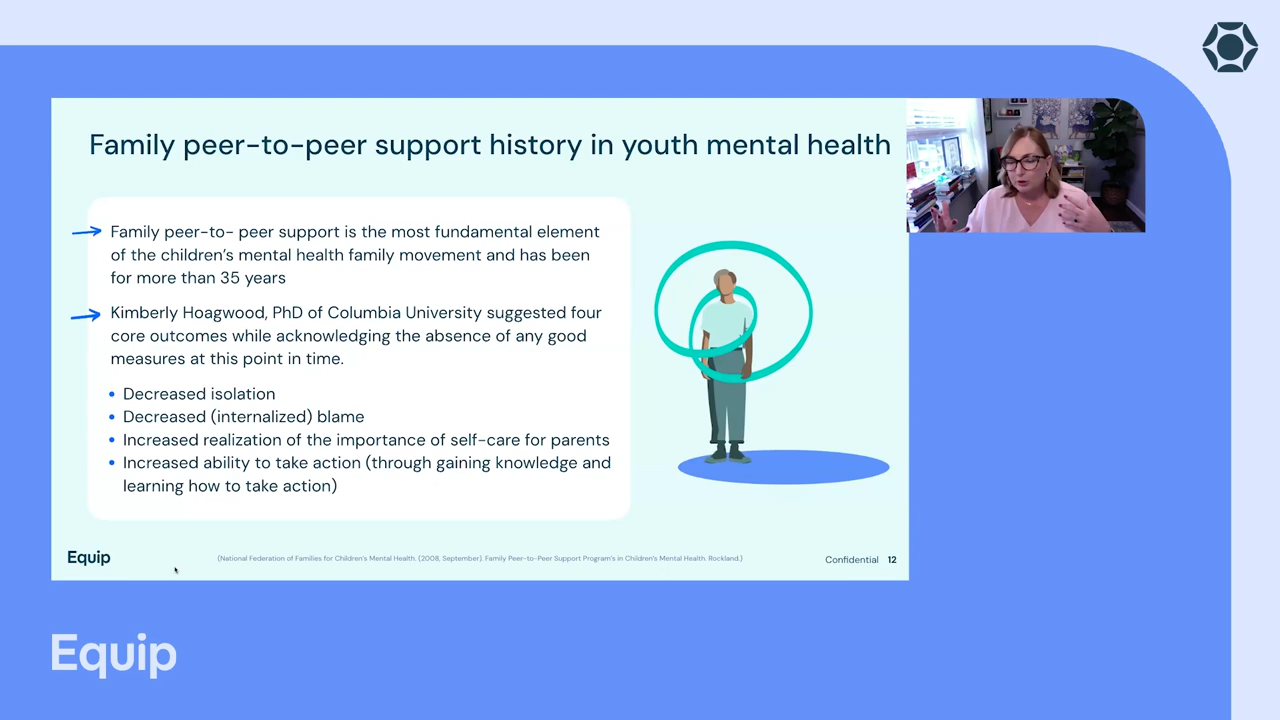 Family peer-to-peer support history in youth mental health
Family peer-to- peer support is the most fundamental element
of the children's mental health family movement and has been
for more than 35 years
Kimberly Hoagwood, PhD of Columbia University suggested four
core outcomes while acknowledging the absence of any good
measures at this point in time.
• Decreased isolation
• Decreased (internalized) blame
• Increased realization of the importance of self-care for parents
• Increased ability to take action (through gaining knowledge and
learning how to take action)
Equip
(National Federation of Families for Children's Mental Health. (2008, September). Family Peer-to-Peer Support Program's in Children's Mental Health. Rockland.)
Confidential 12
Equip